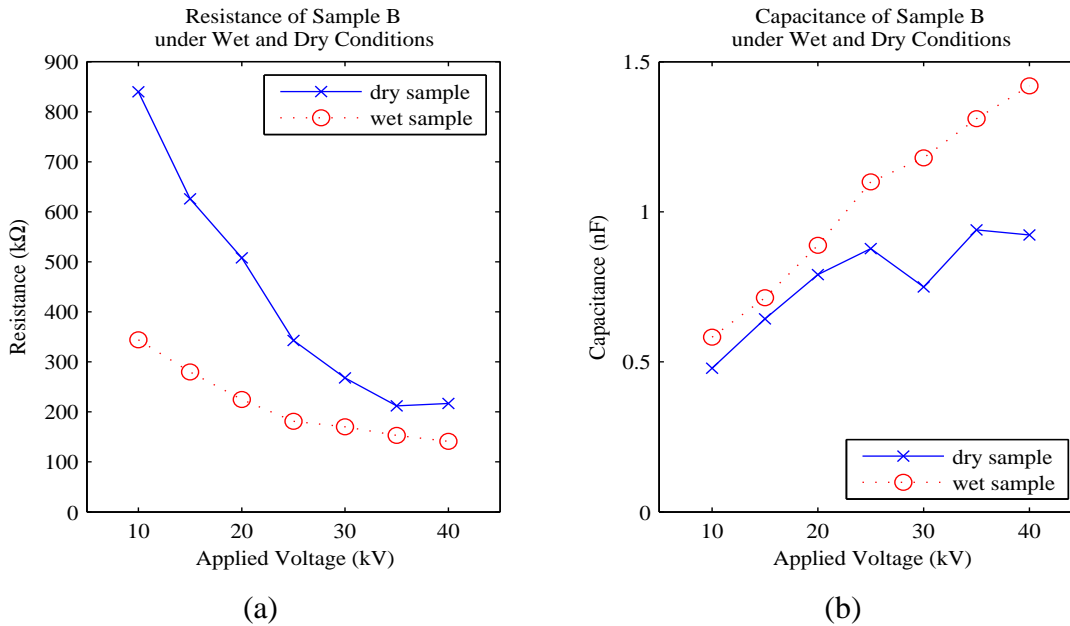 Resistance of Sample B
under Wet and Dry Conditions
900
800
700
600
500
400
300
200
100
0
Resistance (kΩ)
dry sample
wet sample
10 20 30 40
Applied Voltage (kV)
(a)
Capacitance of Sample B
under Wet and Dry Conditions
1.5
1
0.5
0
Capacitance (nF)
dry sample
wet sample
10 20 30 40
Applied Voltage (kV)
(b)